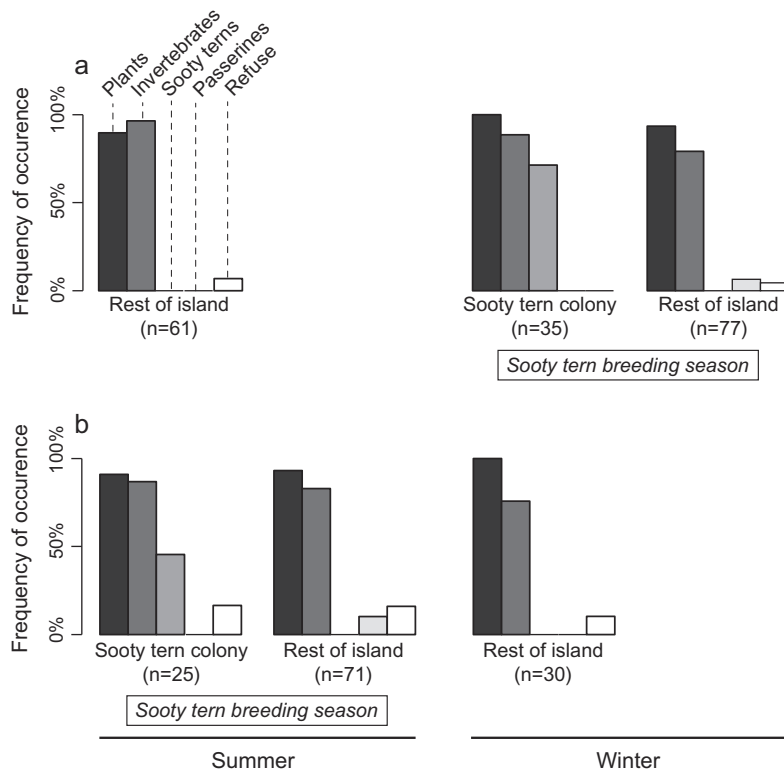 a
Plants
Invertebrates
Sooty terns
Passerines
Refuse
Frequency of occurence
100%
50%
0%
Rest of island
(n=61)
Sooty tern colony
(n=35)
Rest of island
(n=77)
Sooty tern breeding season
b
Frequency of occurence
100%
50%
0%
Sooty tern colony
(n=25)
Rest of island
(n=71)
Rest of island
(n=30)
Sooty tern breeding season
Summer
Winter